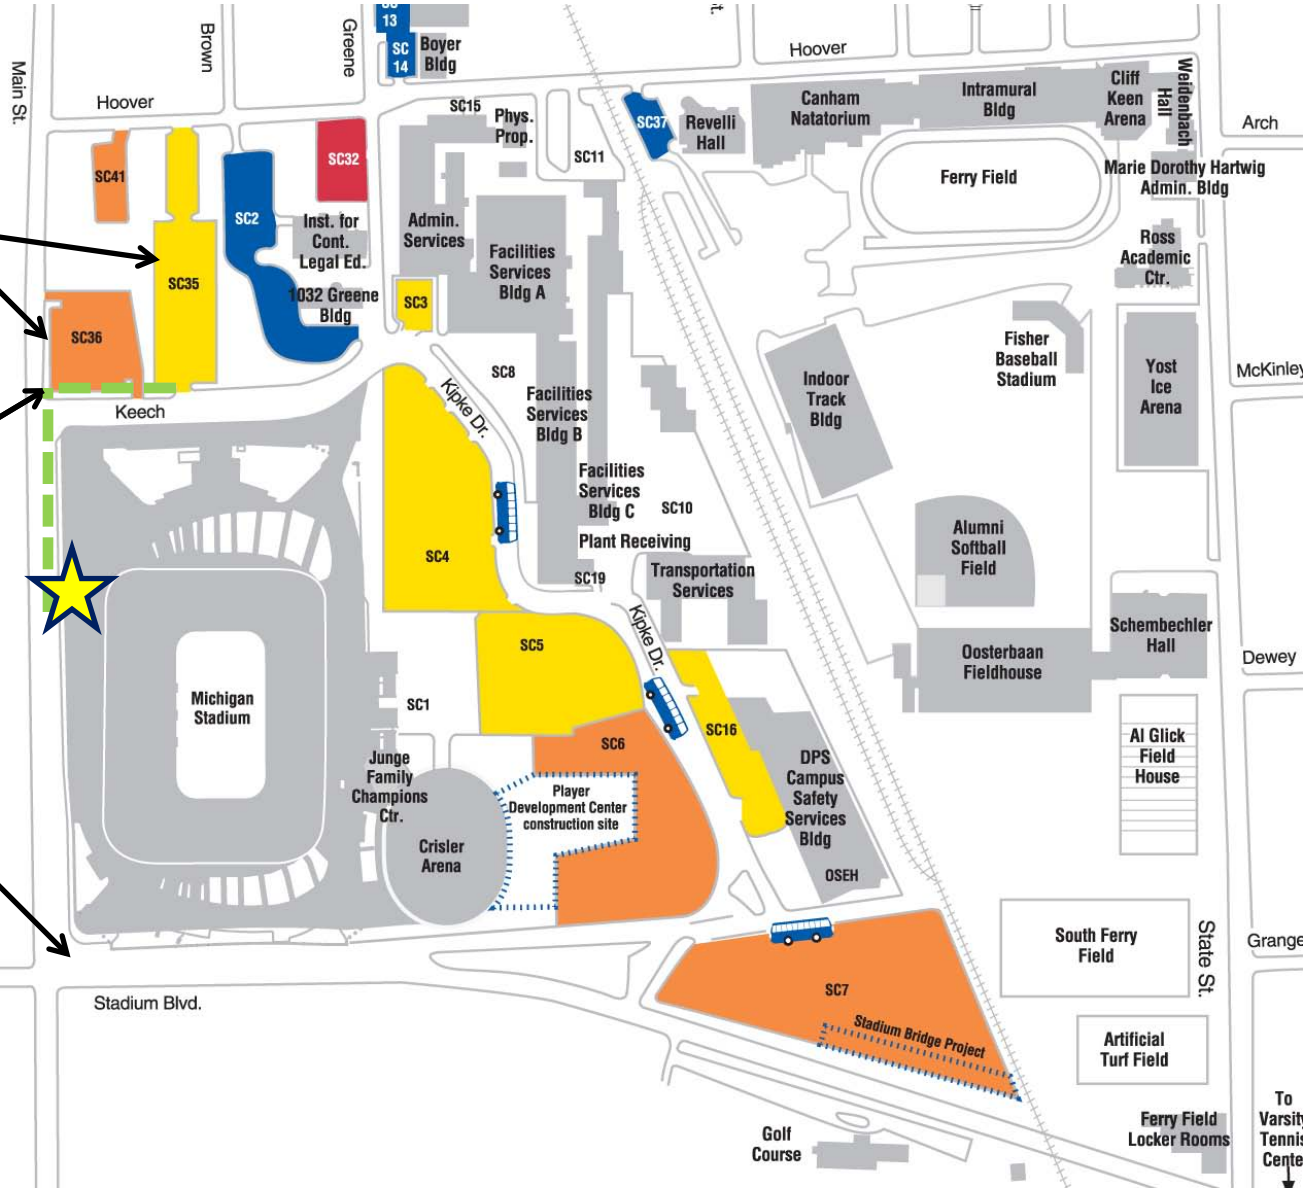 13
SC
14
Boyer
Bldg
Hoover
Main St.
Brown
Greene
Hoover
SC15
Phys.
Prop.
SC11
SC37
Revelli
Hall
Canham
Natatorium
Intramural
Bldg
Cliff
Keen
Arena
Weidenbach
Hall
Arch
SC41
SC32
SC2
Inst. for
Cont.
Legal Ed.
Admin.
Services
Facilities
Services
Bldg A
Ferry Field
Marie Dorothy Hartwig
Admin. Bldg
Ross
Academic
Ctr.
SC35
1032 Greene
Bldg
SC3
SC36
Fisher
Baseball
Stadium
Yost
Ice
Arena
McKinley
Keech
Kipke Dr.
SC8
Facilities
Services
Bldg B
Indoor
Track
Bldg
Facilities
Services
Bldg C
SC10
Plant Receiving
SC4
SC19
Transportation
Services
Alumni
Softball
Field
Kipke Dr.
SC5
Oosterbaan
Fieldhouse
Schembechler
Hall
Dewey
Michigan
Stadium
SC1
SC6
SC16
Al Glick
Field
House
Junge
Family
Champions
Ctr.
Player
Development Center
construction site
DPS
Campus
Safety
Services
Bldg
Crisler
Arena
OSEH
South Ferry
Field
State St.
Grange
Stadium Blvd.
SC7
Stadium Bridge Project
Artificial
Turf Field
Golf
Course
Ferry Field
Locker Rooms
To
Varsity
Tennis
Cente